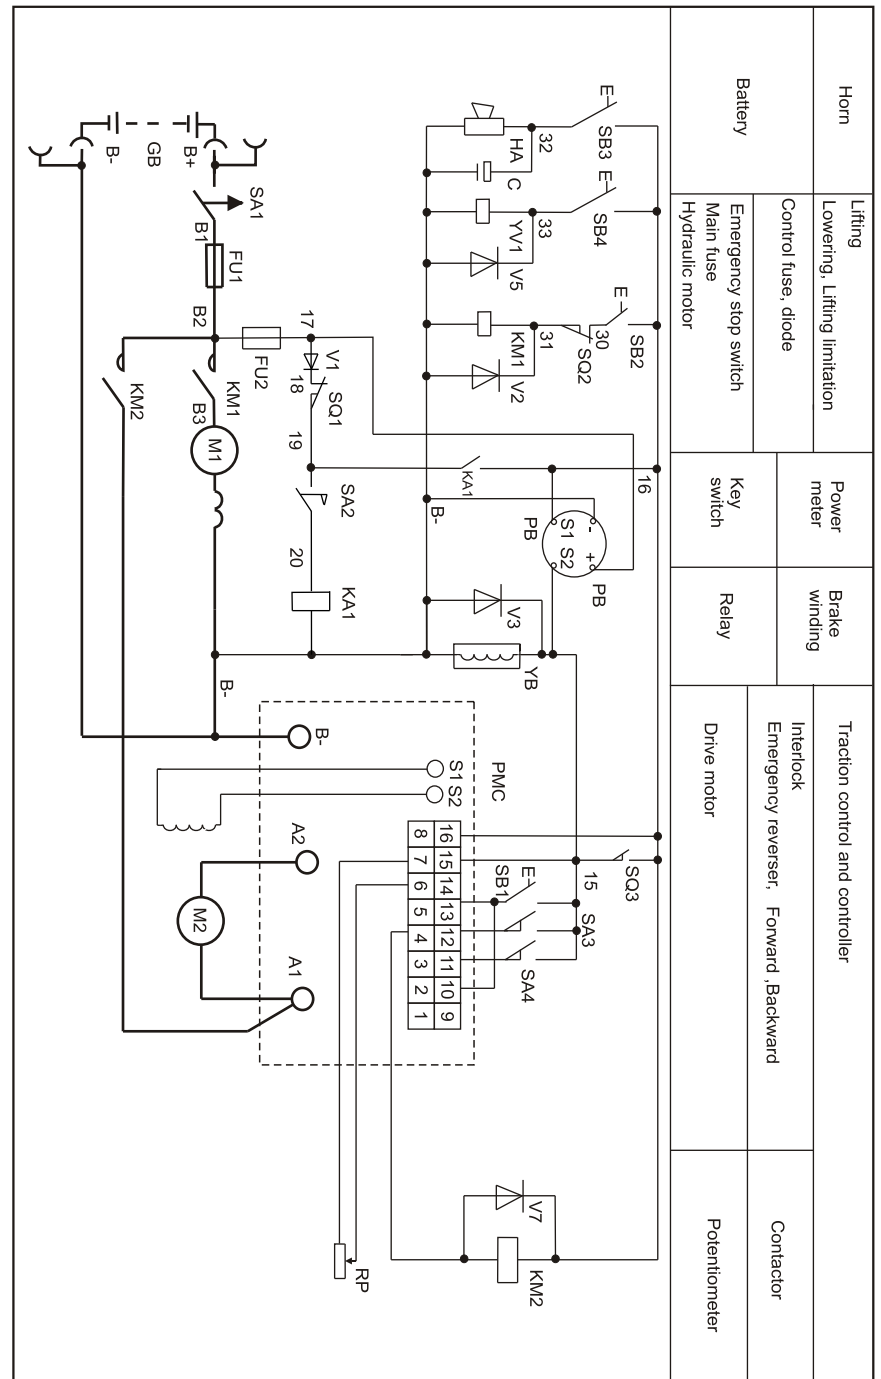 Horn
Lifting
Lowering, Lifting limitation
Power
meter
Brake
winding
Traction control and controller
Battery
Control fuse, diode
Emergency stop switch
Main fuse
Hydraulic motor
Key
switch
Relay
Interlock
Emergency reverser, Forward ,Backward
Drive motor
Contactor
Potentiometer
E
SB3
32
HA
C
E
SB4
33
YV1
V5
E
SB2
30
SQ2
31
KM1
V2
16
KA1
B-
PB
S1 S2
- +
PB
V3
YB
B-
GB
B+
SA1
B1
FU1
B2
FU2
17
V1
18
SQ1
19
SA2
20
KA1
KM2
KM1
B3
M1
B-
B-
S1
S2
PMC
A2
M2
A1
8 7 6 5 4 3 2 1
16 15 14 13 12 11 10 9
SB1
E
15
SQ3
SA3
SA4
V7
KM2
RP